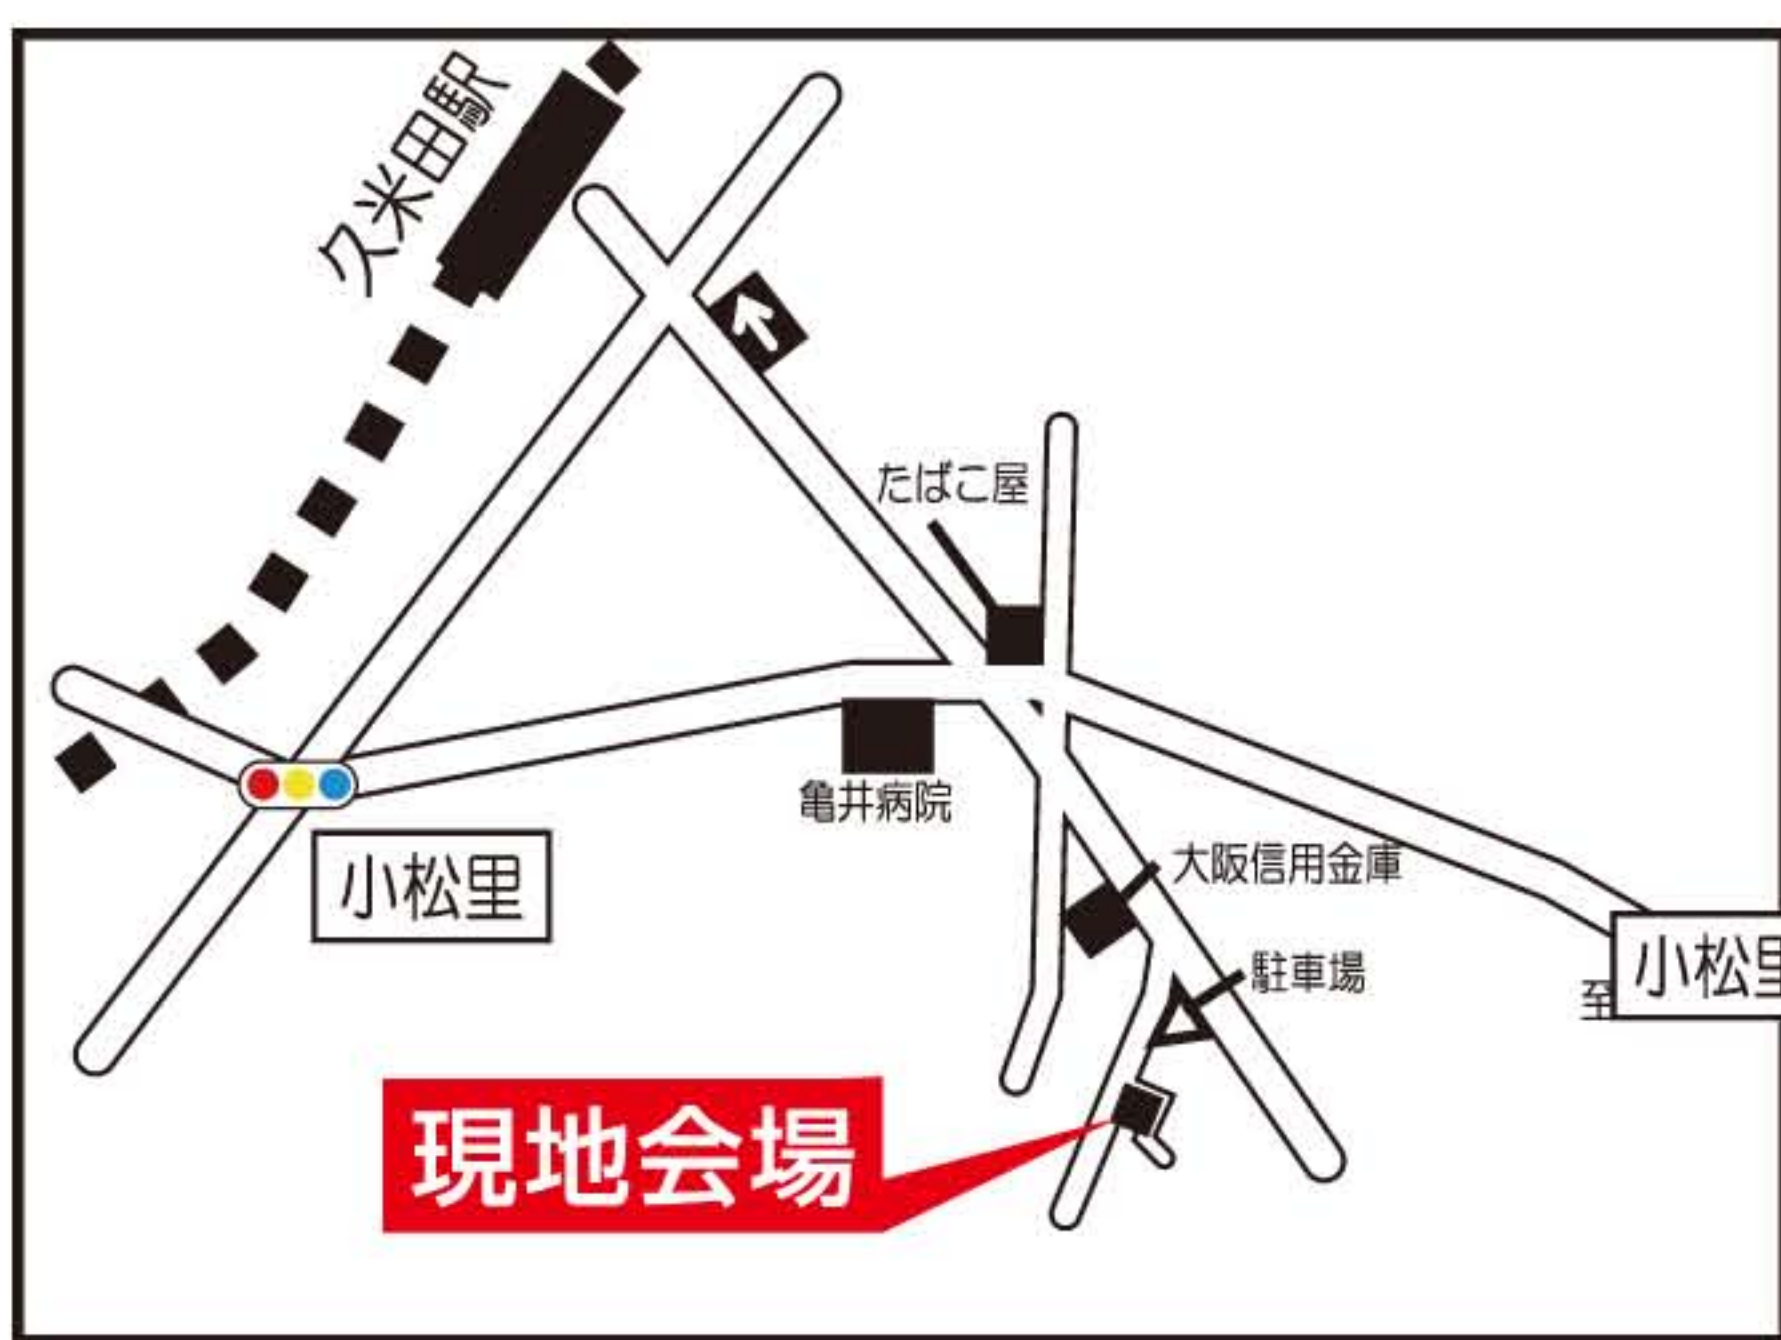 久米田駅
たばこ屋
亀井病院
小松里
大阪信用金庫
駐車場
至
小松里
現地会場